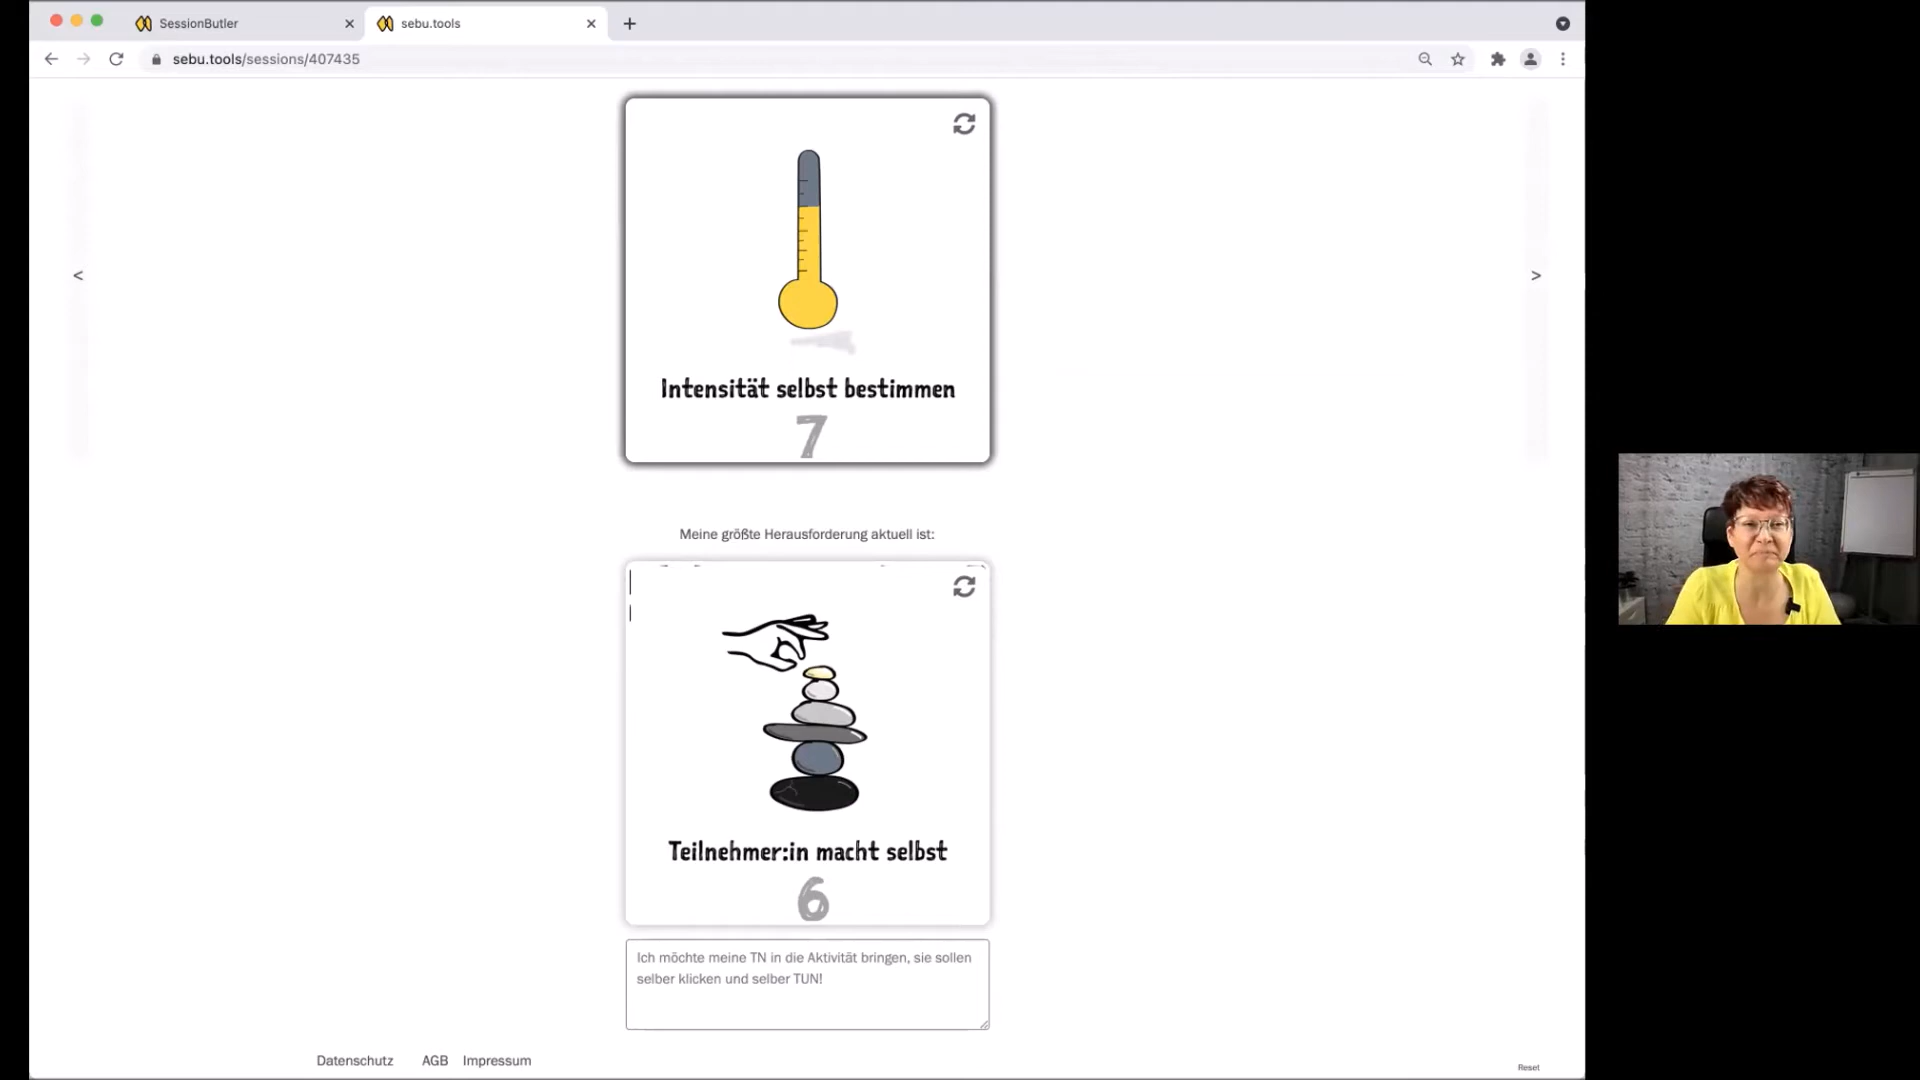 SessionButler
sebu.tools
sebu.tools/sessions/407435
<
>
Intensität selbst bestimmen
7
Meine größte Herausforderung aktuell ist:
Teilnehmer:in macht selbst
6
Ich möchte meine TN in die Aktivität bringen, sie sollen
selber klicken und selber TUN!
Datenschutz AGB Impressum
Reset